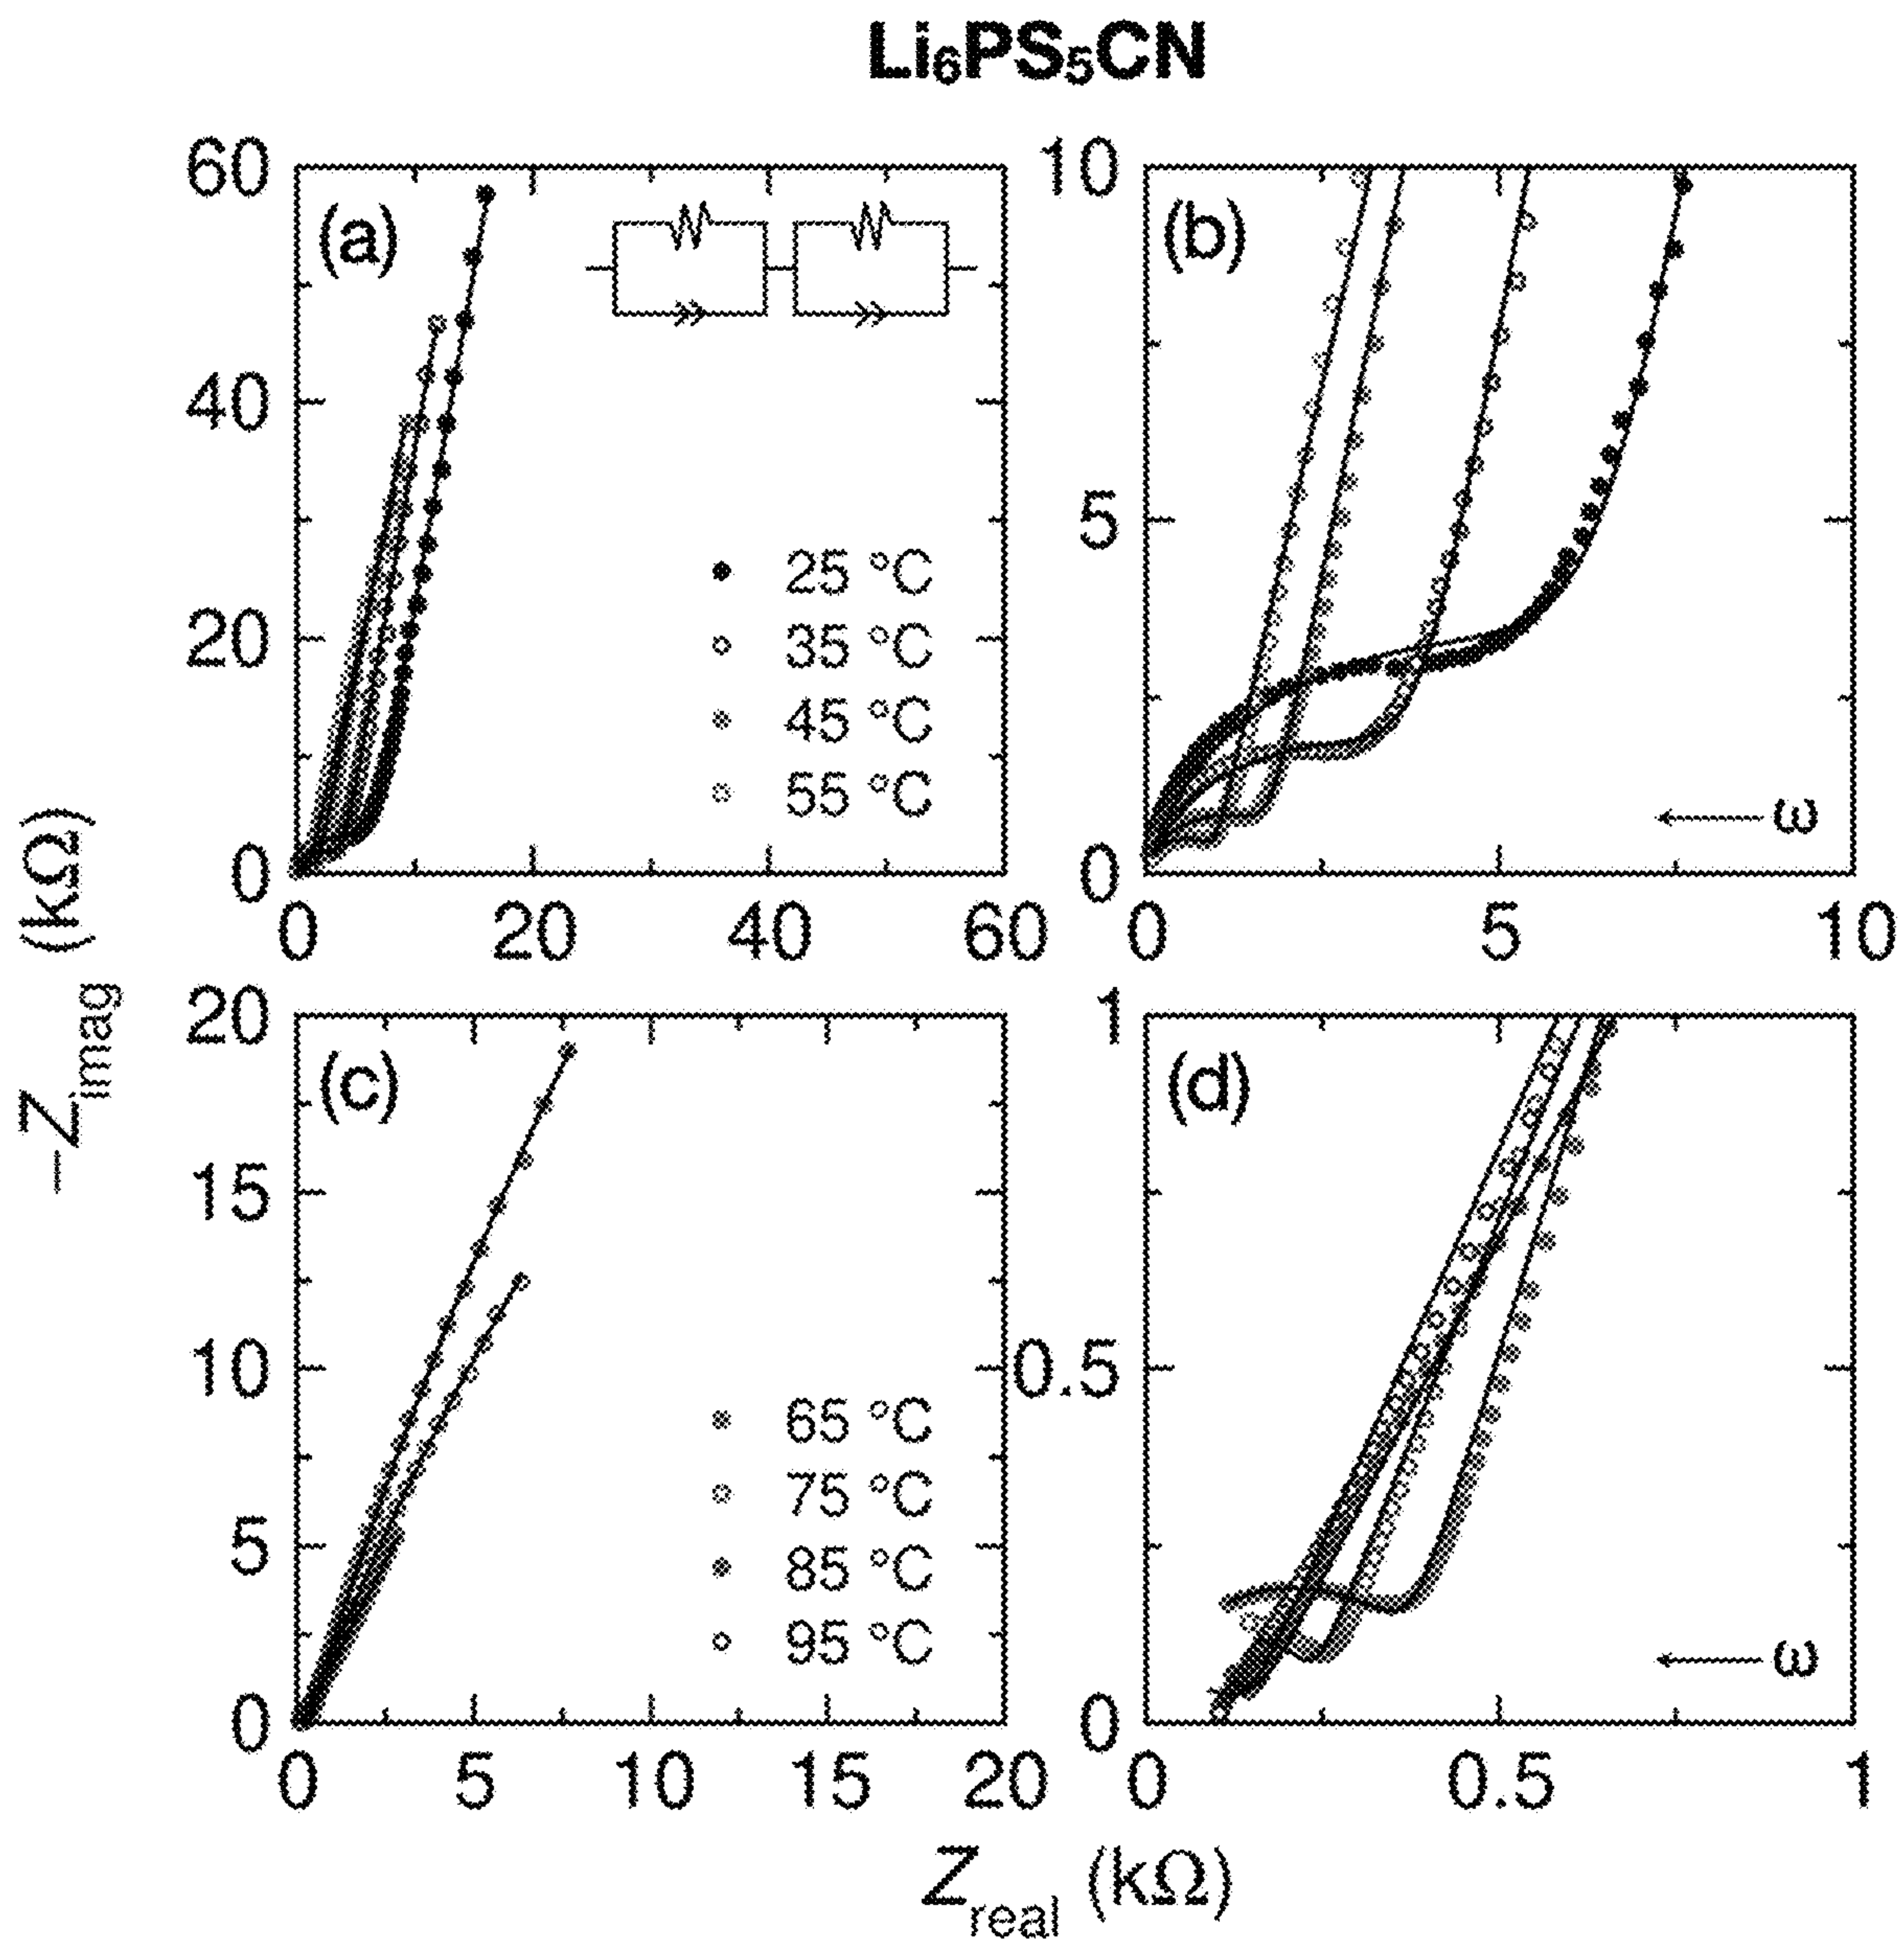 Li6PS5CN
60
(a)
40
20
0
0 20 40 60
25 °C
35 °C
45 °C
55 °C
10
(b)
5
0
ω
0 5 10
20
(c)
15
10
5
0
0 5 10 15 20
65 °C
75 °C
85 °C
95 °C
1
(d)
0.5
0
ω
0 0.5 1
−Zimag (kΩ)
Zreal (kΩ)